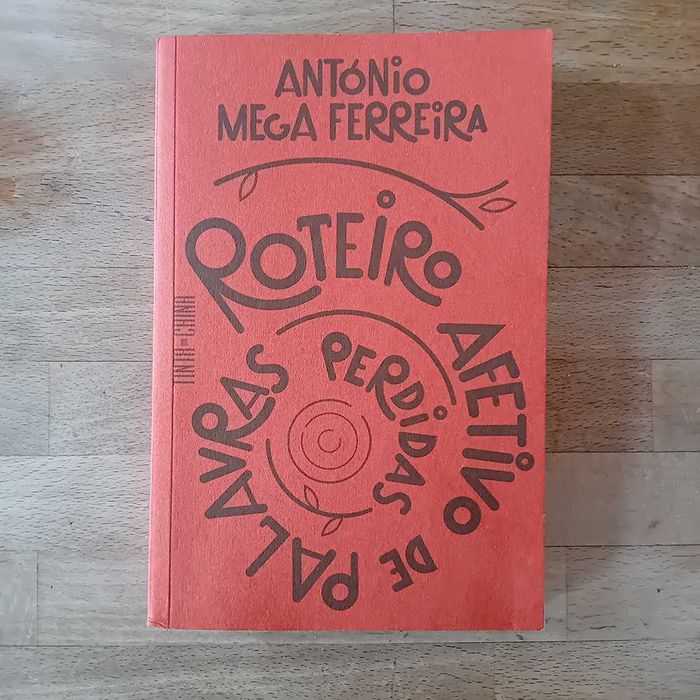 ANTÓNIO
MEGA FERREIRA
ROTEIRO AFETIVO DE PALAVRAS PERDIDAS
TINTA DA CHINA